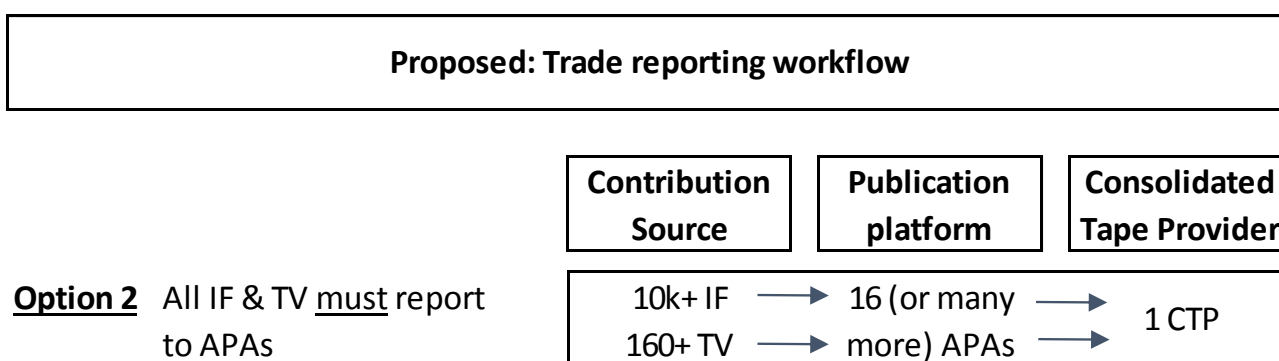 Proposed: Trade reporting workflow
Contribution Source
Publication platform
Consolidated Tape Provider
Option 2 All IF & TV must report to APAs
10k+ IF → 16 (or many →
160+ TV → more) APAs →
1 CTP